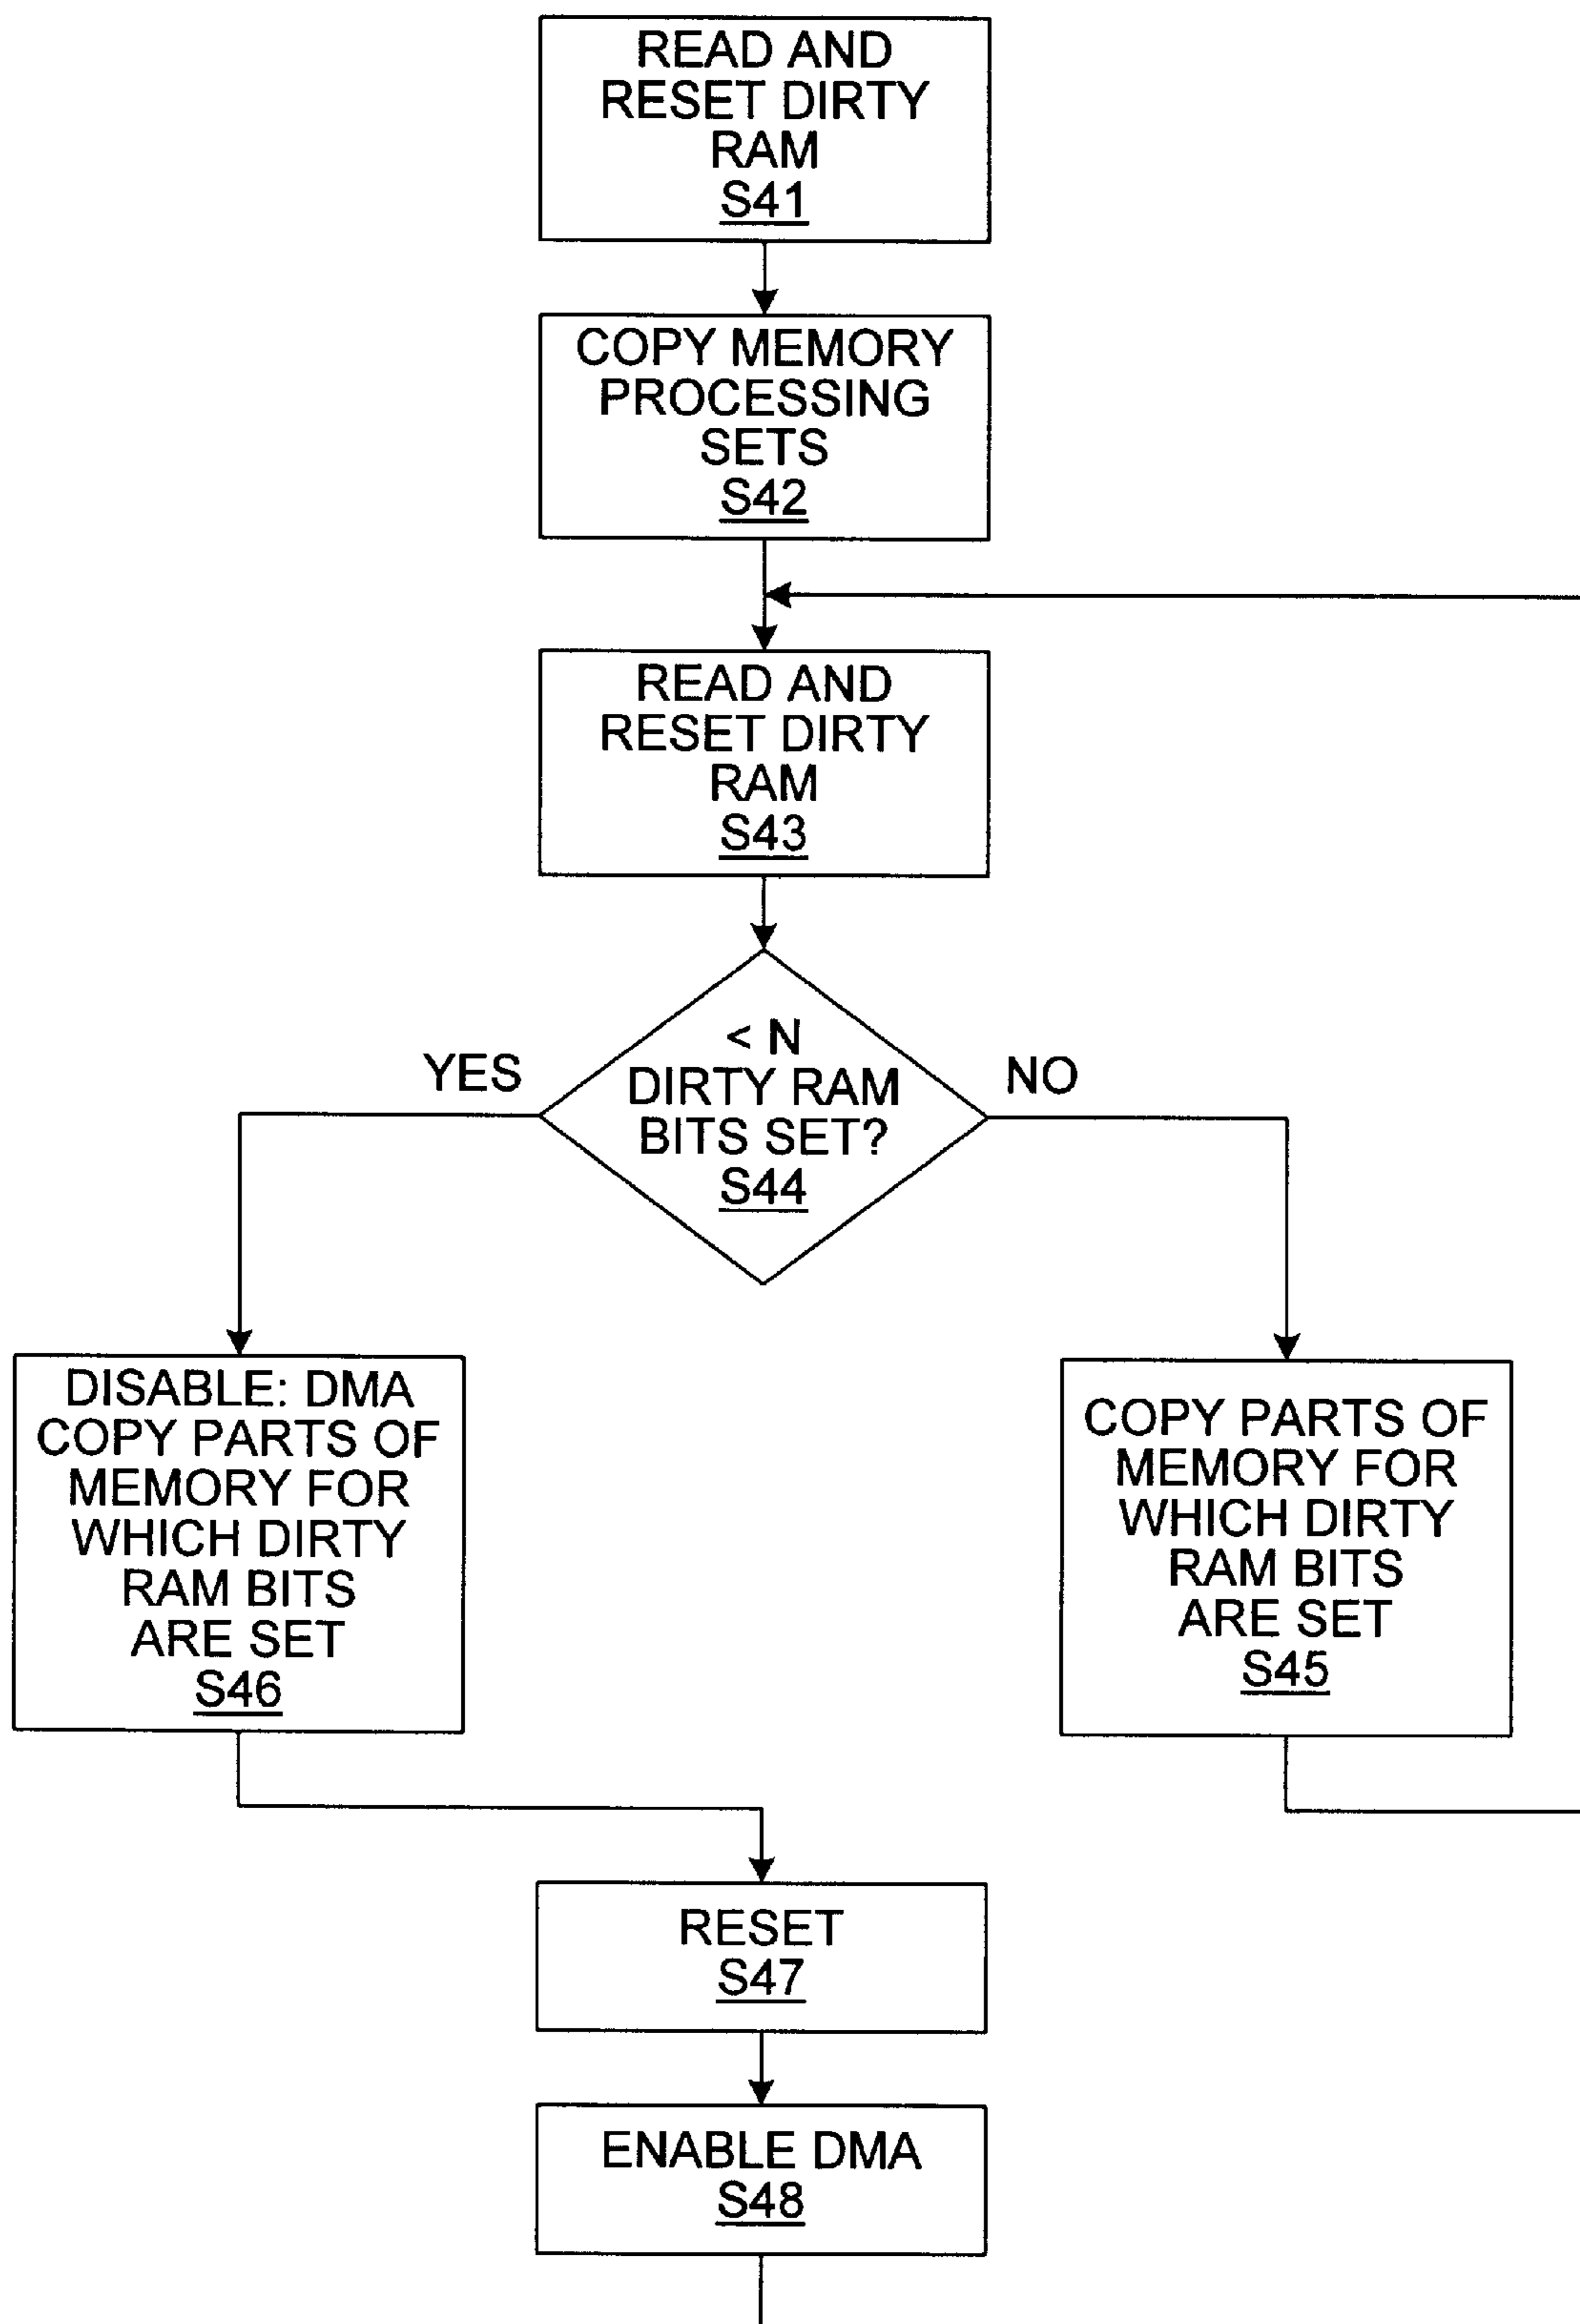 READ AND
RESET DIRTY
RAM
S41
COPY MEMORY
PROCESSING
SETS
S42
READ AND
RESET DIRTY
RAM
S43
< N
DIRTY RAM
BITS SET?
S44
YES
NO
DISABLE: DMA
COPY PARTS OF
MEMORY FOR
WHICH DIRTY
RAM BITS
ARE SET
S46
COPY PARTS OF
MEMORY FOR
WHICH DIRTY
RAM BITS
ARE SET
S45
RESET
S47
ENABLE DMA
S48